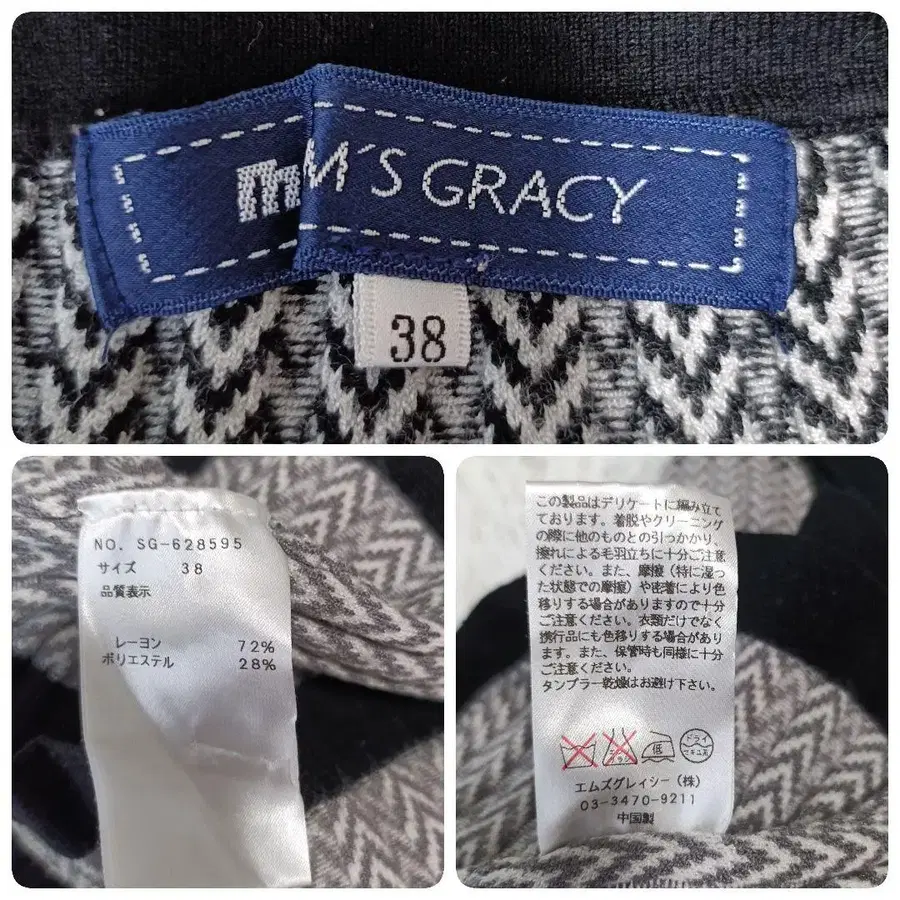 m
M'S GRACY
38
NO. SG-628595
サイズ 38
品質表示
レーヨン 72%
ポリエステル 28%
この製品はデリケートに編み立て
ております。着脱やクリーニング
の際に他のものとの引っかかり、
擦れによる毛羽立ちに十分ご注意
ください。また、摩擦(特に湿っ
た状態での摩擦)や密着により色
移りする場合がありますので十分
ご注意ください。衣類だけでなく
携行品にも色移りする場合があり
ます。また、保管時も同様に十分
ご注意ください。
タンブラー乾燥はお避け下さい。
低
ドライ
セキユ系
エムズグレイシー(株)
03-3470-9211
中国製